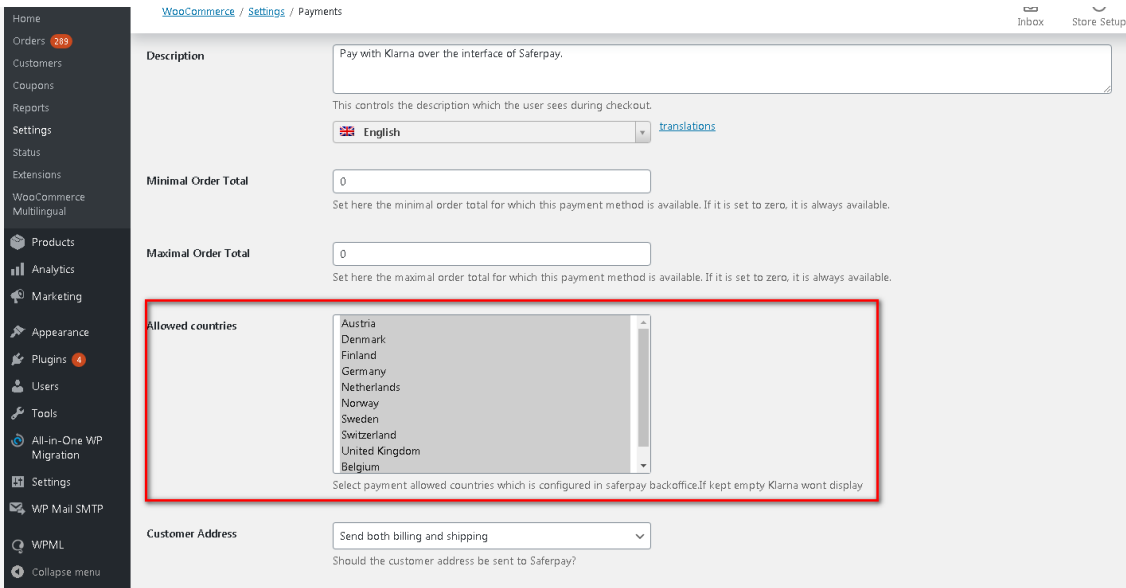 Home
Orders 289
Customers
Coupons
Reports
Settings
Status
Extensions
WooCommerce
Multilingual
Products
Analytics
Marketing
Appearance
Plugins 4
Users
Tools
All-in-One WP
Migration
Settings
WP Mail SMTP
WPML
Collapse menu
WooCommerce / Settings / Payments
Inbox
Store Setup
Description
Pay with Klarna over the interface of Saferpay.
This controls the description which the user sees during checkout.
English
translations
Minimal Order Total
0
Set here the minimal order total for which this payment method is available. If it is set to zero, it is always available.
Maximal Order Total
0
Set here the maximal order total for which this payment method is available. If it is set to zero, it is always available.
Allowed countries
Austria
Denmark
Finland
Germany
Netherlands
Norway
Sweden
Switzerland
United Kingdom
Belgium
Select payment allowed countries which is configured in saferpay backoffice.If kept empty Klarna wont display
Customer Address
Send both billing and shipping
Should the customer address be sent to Saferpay?